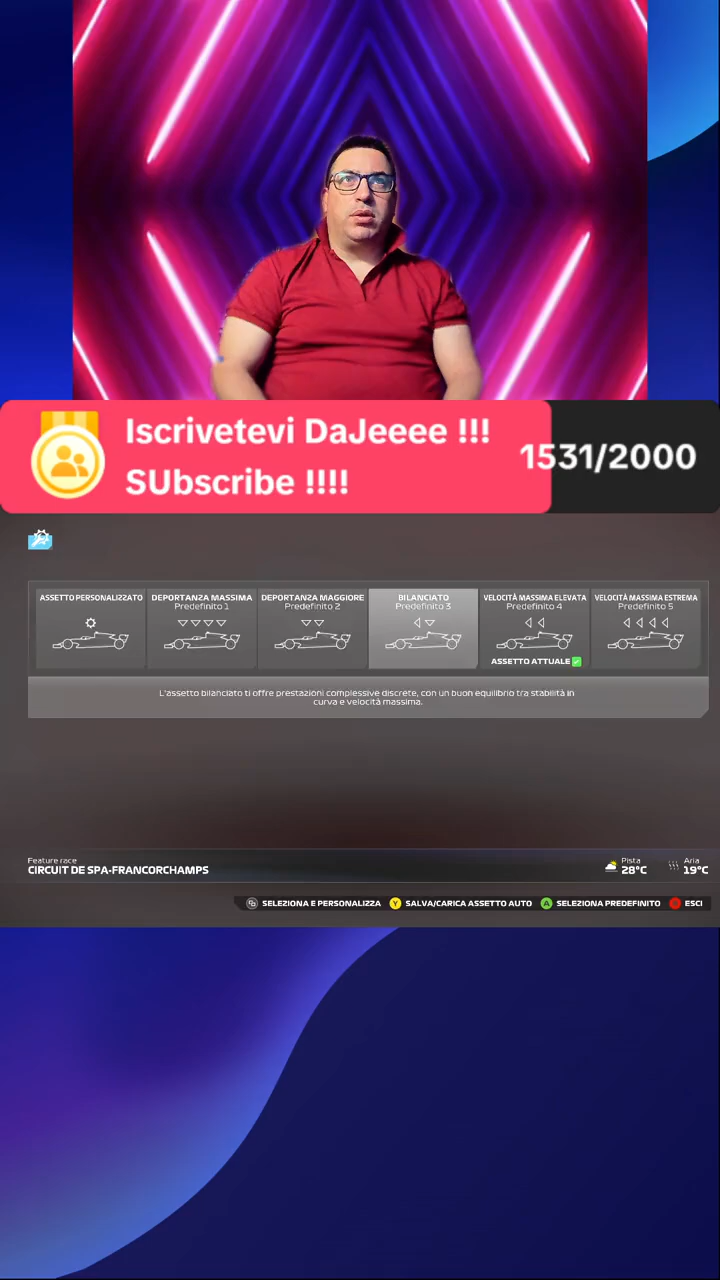 Iscrivetevi DaJeeee !!!
SUbscribe !!!!
1531/2000
ASSETTO PERSONALIZZATO
DEPORTANZA MASSIMA
Predefinito 1
DEPORTANZA MAGGIORE
Predefinito 2
BILANCIATO
Predefinito 3
VELOCITÀ MASSIMA ELEVATA
Predefinito 4
ASSETTO ATTUALE
VELOCITÀ MASSIMA ESTREMA
Predefinito 5
L'assetto bilanciato ti offre prestazioni complessive discrete, con un buon equilibrio tra stabilità in
curva e velocità massima.
Feature race
CIRCUIT DE SPA-FRANCORCHAMPS
Pista
28°C
Aria
19°C
SELEZIONA E PERSONALIZZA
Y SALVA/CARICA ASSETTO AUTO
A SELEZIONA PREDEFINITO
ESCI